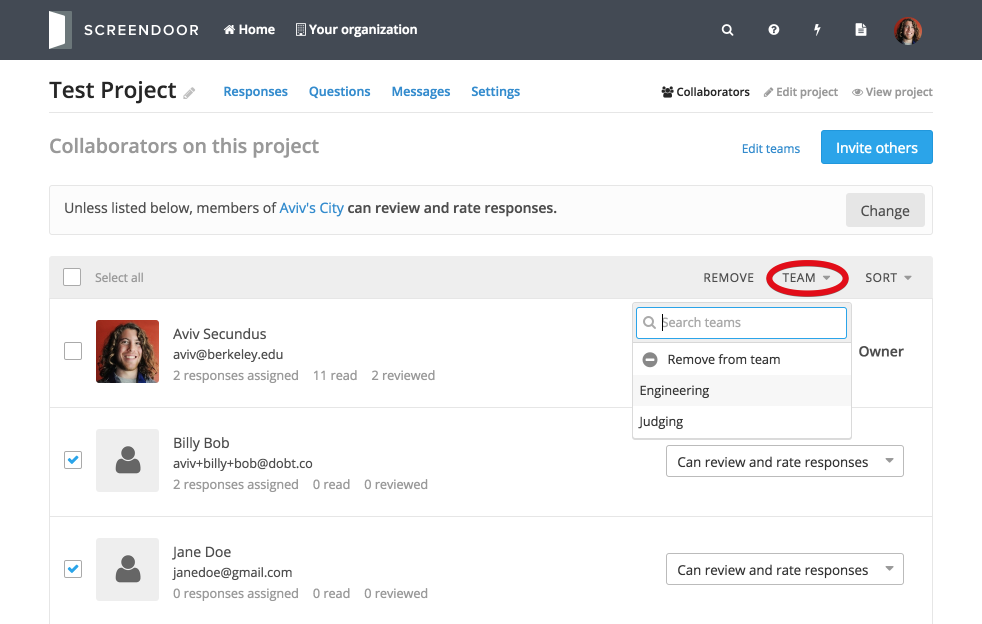 SCREENDOOR Home Your organization
Test Project Responses Questions Messages Settings Collaborators Edit project View project
Collaborators on this project Edit teams Invite others
Unless listed below, members of Aviv's City can review and rate responses. Change
Select all REMOVE TEAM SORT
Search teams
Aviv Secundus
aviv@berkeley.edu
2 responses assigned 11 read 2 reviewed
Owner
Remove from team
Engineering
Judging
Billy Bob
aviv+billy+bob@dobt.co
2 responses assigned 0 read 0 reviewed
Can review and rate responses
Jane Doe
janedoe@gmail.com
0 responses assigned 0 read 0 reviewed
Can review and rate responses